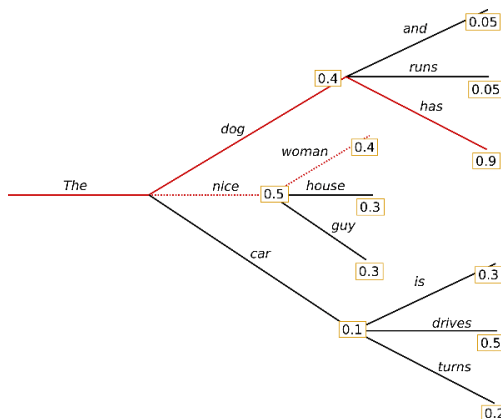 and
0.05
runs
0.4
0.05
has
dog
woman
0.4
0.9
The
nice
0.5
house
0.3
guy
car
0.3
is
0.3
drives
0.1
0.5
turns